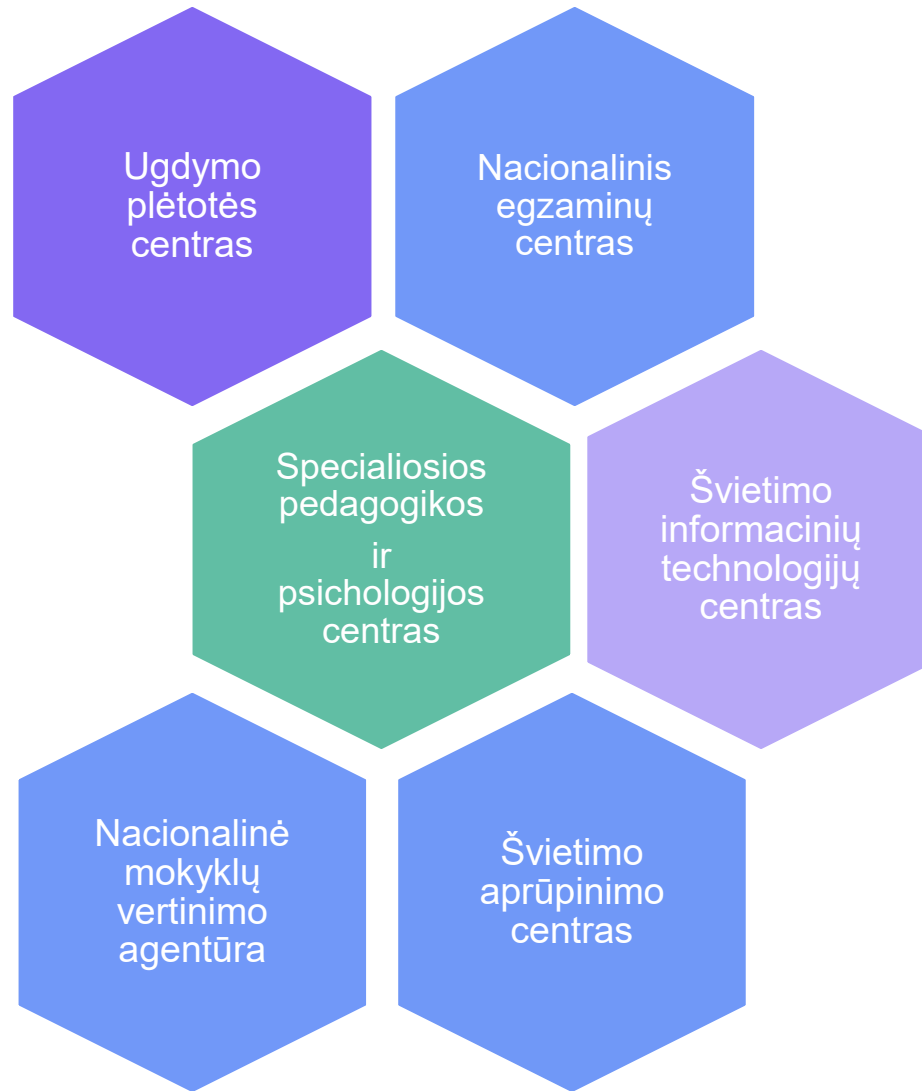 Ugdymo
plėtotės
centras
Nacionalinis
egzaminų
centras
Specialiosios
pedagogikos
ir
psichologijos
centras
Švietimo
informacinių
technologijų
centras
Nacionalinė
mokyklų
vertinimo
agentūra
Švietimo
aprūpinimo
centras